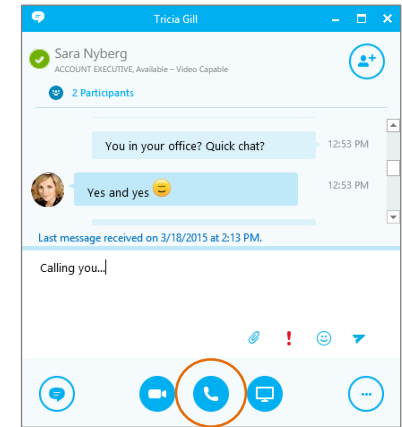 Tricia Gill
Sara Nyberg
ACCOUNT EXECUTIVE, Available – Video Capable
2 Participants
You in your office? Quick chat?
12:53 PM
Yes and yes
12:53 PM
Last message received on 3/18/2015 at 2:13 PM.
Calling you...